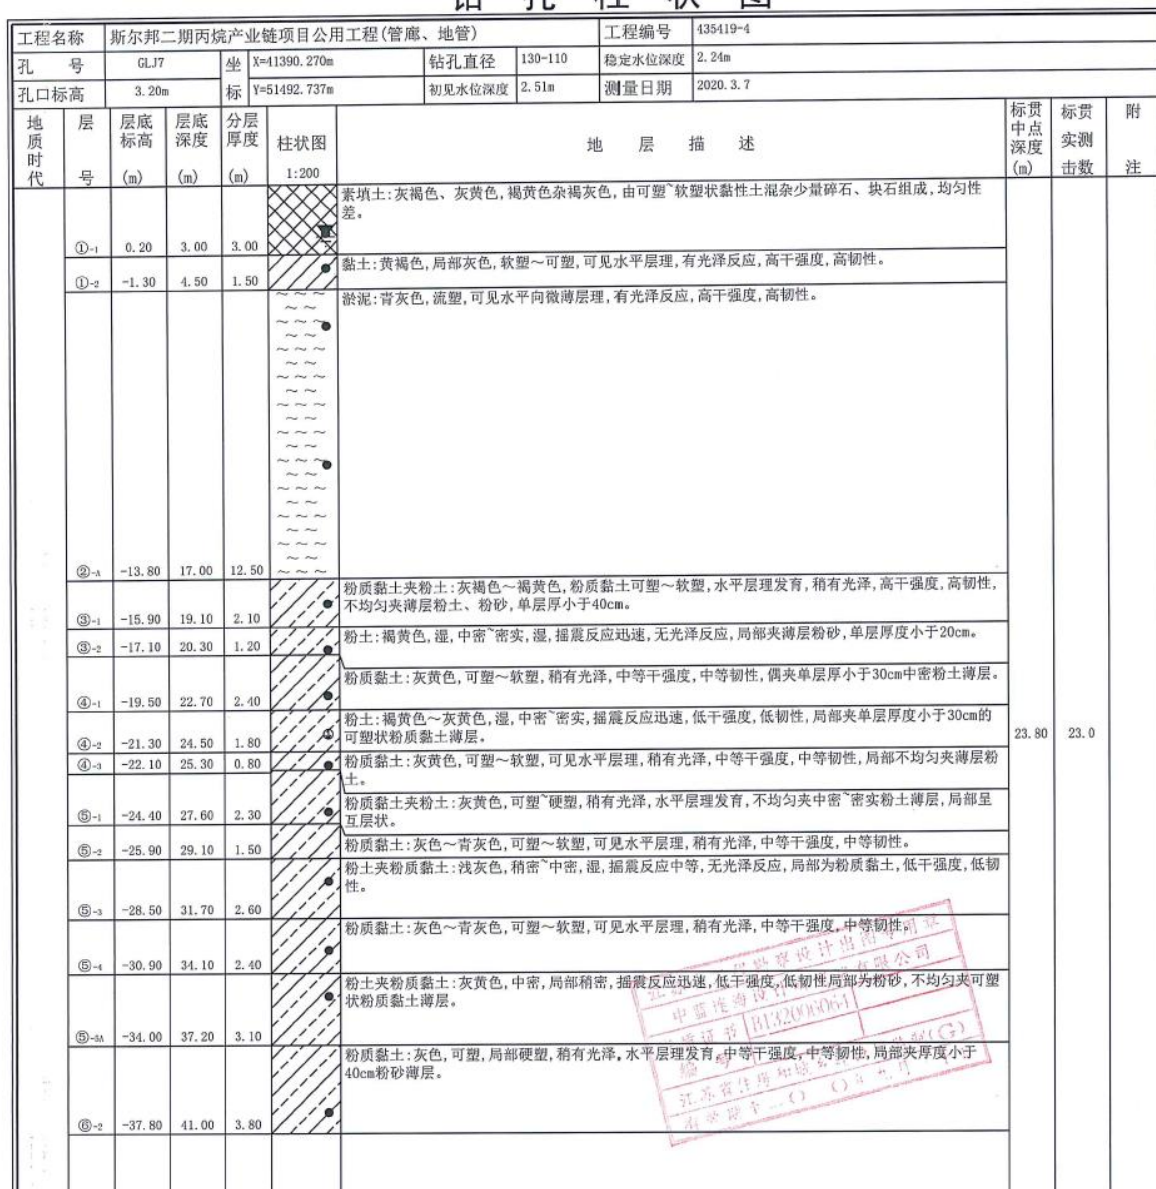 钻 孔 柱 状 图
工程名称 斯尔邦二期丙烷产业链项目公用工程(管廊、地管) 工程编号 435419-4
孔 号 GLJ7 坐 X=41390.270m 钻孔直径 130-110 稳定水位深度 2.24m
孔口标高 3.20m 标 Y=51492.737m 初见水位深度 2.51m 测量日期 2020.3.7
地质时代 层号 层底标高(m) 层底深度(m) 分层厚度(m) 柱状图 1:200 地 层 描 述 标贯中点深度(m) 标贯实测击数 附注
素填土:灰褐色、灰黄色,褐黄色杂褐灰色,由可塑~软塑状黏性土混杂少量碎石、块石组成,均匀性
差。
①-1 0.20 3.00 3.00
黏土:黄褐色,局部灰色,软塑～可塑,可见水平层理,有光泽反应,高干强度,高韧性。
①-2 -1.30 4.50 1.50
淤泥:青灰色,流塑,可见水平向微薄层理,有光泽反应,高干强度,高韧性。
②-A -13.80 17.00 12.50
粉质黏土夹粉土:灰褐色～褐黄色,粉质黏土可塑～软塑,水平层理发育,稍有光泽,高干强度,高韧性,
不均匀夹薄层粉土、粉砂,单层厚小于40cm。
③-1 -15.90 19.10 2.10
粉土:褐黄色,湿,中密~密实,湿,摇震反应迅速,无光泽反应,局部夹薄层粉砂,单层厚度小于20cm。
③-2 -17.10 20.30 1.20
粉质黏土:灰黄色,可塑～软塑,稍有光泽,中等干强度,中等韧性,偶夹单层厚小于30cm中密粉土薄层。
④-1 -19.50 22.70 2.40
粉土:褐黄色～灰黄色,湿,中密~密实,摇震反应迅速,低干强度,低韧性,局部夹单层厚度小于30cm的
可塑状粉质黏土薄层。
④-2 -21.30 24.50 1.80 ① 23.80 23.0
粉质黏土:灰黄色,可塑～软塑,可见水平层理,稍有光泽,中等干强度,中等韧性,局部不均匀夹薄层粉
土。
④-3 -22.10 25.30 0.80
粉质黏土夹粉土:灰黄色,可塑~硬塑,稍有光泽,水平层理发育,不均匀夹中密~密实粉土薄层,局部呈
互层状。
⑤-1 -24.40 27.60 2.30
粉质黏土:灰色～青灰色,可塑～软塑,可见水平层理,稍有光泽,中等干强度,中等韧性。
⑤-2 -25.90 29.10 1.50
粉土夹粉质黏土:浅灰色,稍密~中密,湿,摇震反应中等,无光泽反应,局部为粉质黏土,低干强度,低韧
性。
⑤-3 -28.50 31.70 2.60
粉质黏土:灰色～青灰色,可塑～软塑,可见水平层理,稍有光泽,中等干强度,中等韧性。
⑤-4 -30.90 34.10 2.40
粉土夹粉质黏土:灰黄色,中密,局部稍密,摇震反应迅速,低干强度,低韧性局部为粉砂,不均匀夹可塑
状粉质黏土薄层。
⑤-5A -34.00 37.20 3.10
粉质黏土:灰色,可塑,局部硬塑,稍有光泽,水平层理发育,中等干强度,中等韧性,局部夹厚度小于
40cm粉砂薄层。
⑥-2 -37.80 41.00 3.80
中蓝连海设计 有限公司
证书 B132006064
编 号